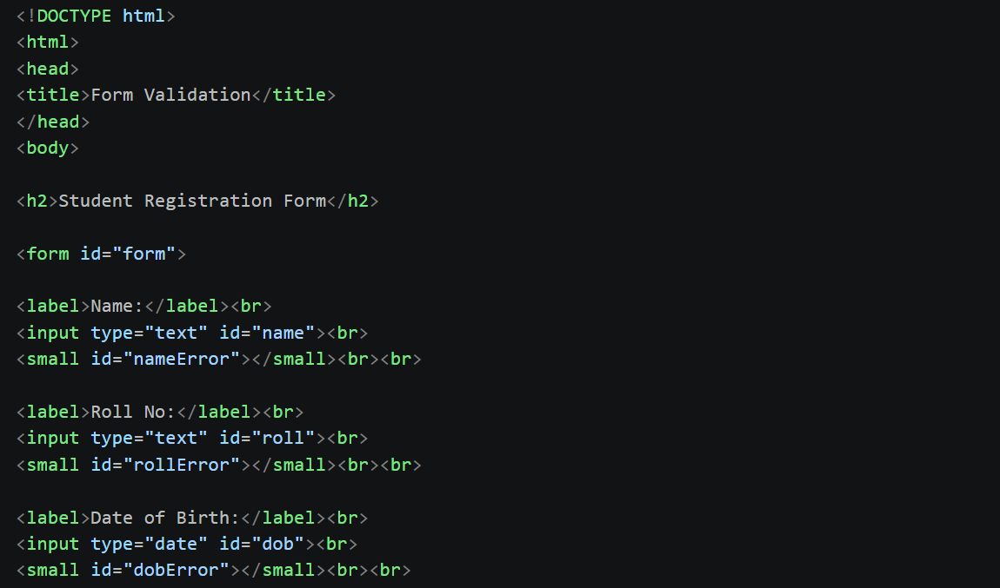 <!DOCTYPE html>
<html>
<head>
<title>Form Validation</title>
</head>
<body>
<h2>Student Registration Form</h2>
<form id="form">
<label>Name:</label><br>
<input type="text" id="name"><br>
<small id="nameError"></small><br><br>
<label>Roll No:</label><br>
<input type="text" id="roll"><br>
<small id="rollError"></small><br><br>
<label>Date of Birth:</label><br>
<input type="date" id="dob"><br>
<small id="dobError"></small><br><br>